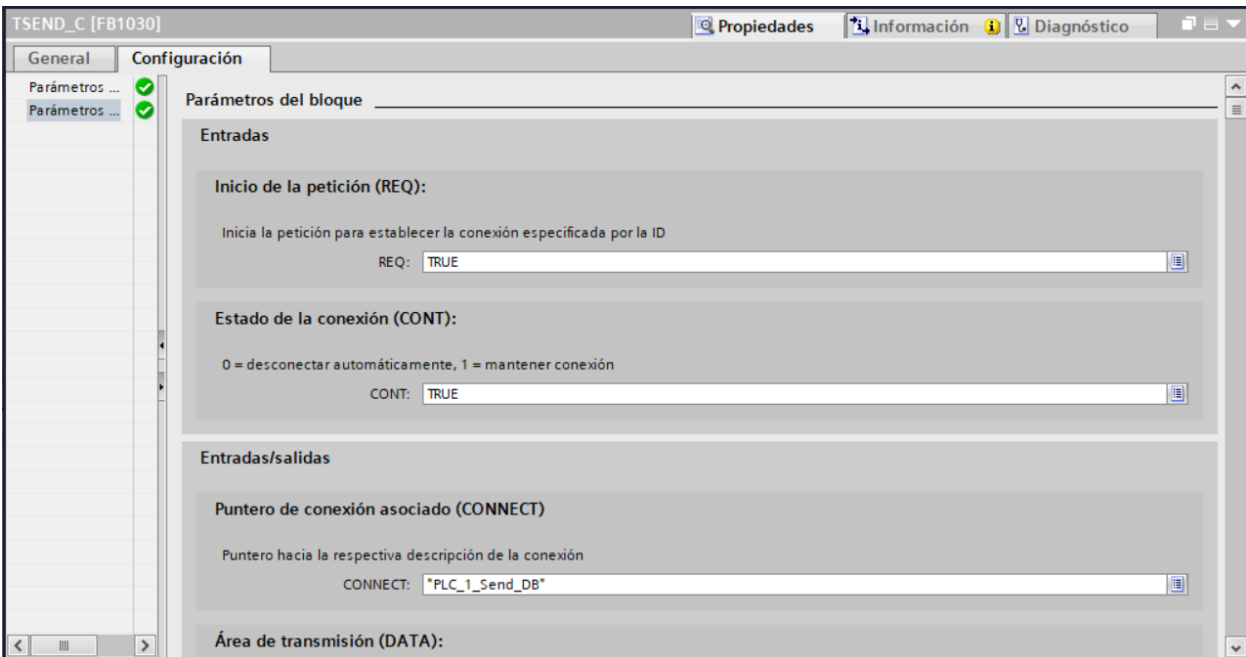 TSEND_C [FB1030]
Propiedades
Información
Diagnóstico
General
Configuración
Parámetros ...
Parámetros ...
Parámetros del bloque
Entradas
Inicio de la petición (REQ):
Inicia la petición para establecer la conexión especificada por la ID
REQ: TRUE
Estado de la conexión (CONT):
0 = desconectar automáticamente, 1 = mantener conexión
CONT: TRUE
Entradas/salidas
Puntero de conexión asociado (CONNECT)
Puntero hacia la respectiva descripción de la conexión
CONNECT: "PLC_1_Send_DB"
Área de transmisión (DATA):